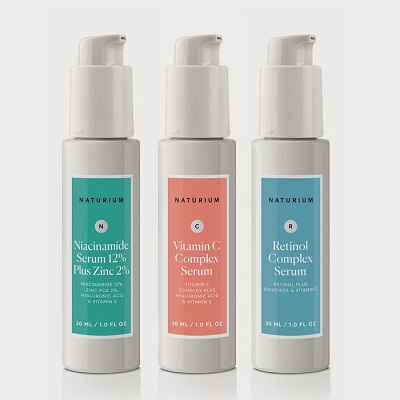 NATURIUM
N
Niacinamide
Serum 12%
Plus Zinc 2%
NIACINAMIDE 12%,
ZINC PCA 2%,
HYALURONIC ACID
& VITAMIN E
30 ML / 1.0 FL OZ
NATURIUM
C
Vitamin C
Complex
Serum
VITAMIN C
COMPLEX PLUS
HYALURONIC ACID
& VITAMIN E
30 ML / 1.0 FL OZ
NATURIUM
R
Retinol
Complex
Serum
RETINOL PLUS
BAKUCHIOL & VITAMIN E
30 ML / 1.0 FL OZ